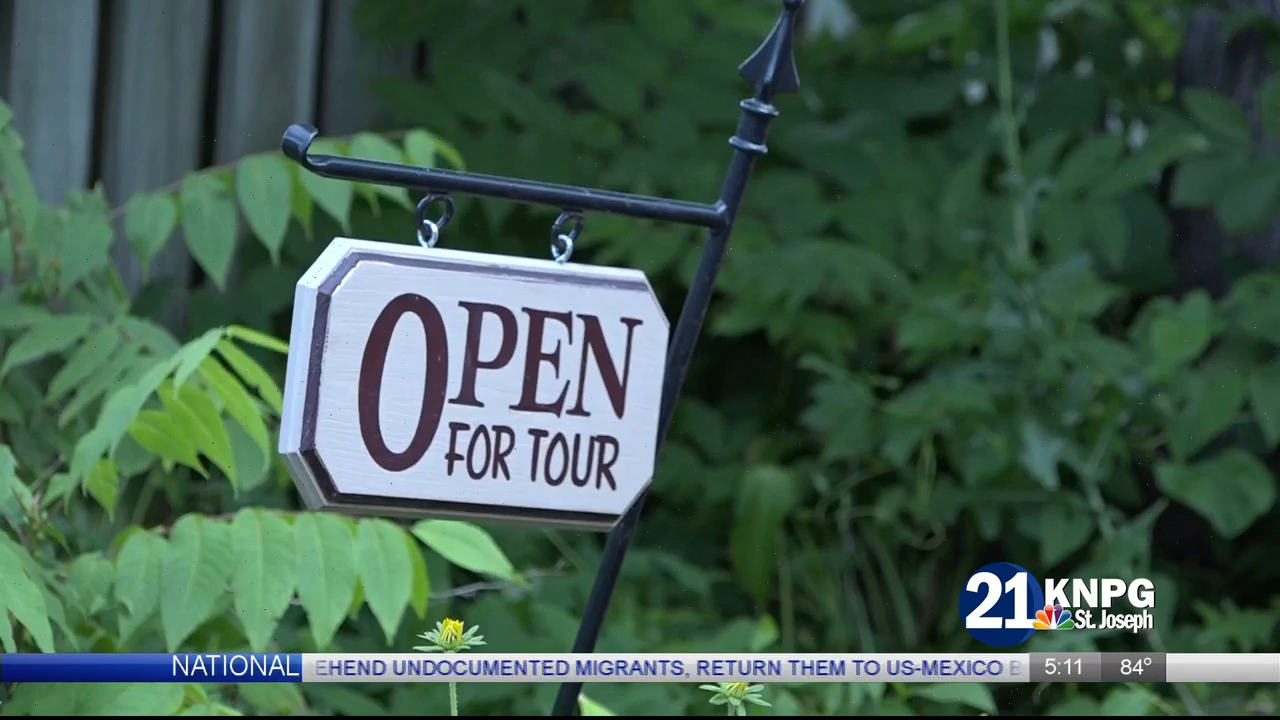 OPEN
FOR TOUR
21 KNPG
St. Joseph
NATIONAL EHEND UNDOCUMENTED MIGRANTS, RETURN THEM TO US-MEXICO 5:11 84°